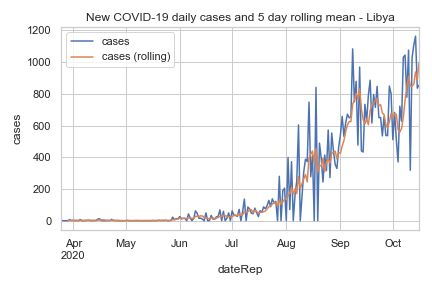 New COVID-19 daily cases and 5 day rolling mean - Libya
cases
cases (rolling)
1200
1000
800
600
400
200
0
cases
Apr May Jun Jul Aug Sep Oct
2020
dateRep